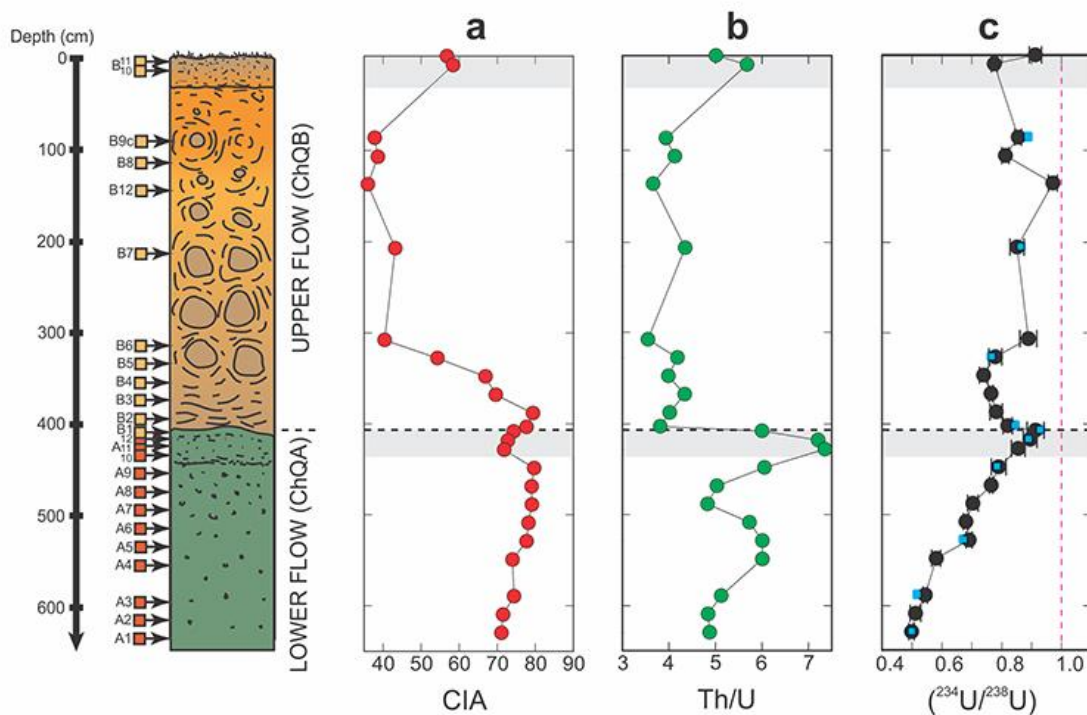 a
b
c
Depth (cm)
0
100
200
300
400
500
600
B11
B10
B9c
B8
B12
B7
B6
B5
B4
B3
B2
B1
12
A11
10
A9
A8
A7
A6
A5
A4
A3
A2
A1
UPPER FLOW (ChQB)
LOWER FLOW (ChQA)
40 50 60 70 80 90
CIA
3 4 5 6 7
Th/U
0.4 0.6 0.8 1.0
(²³⁴U/²³⁸U)